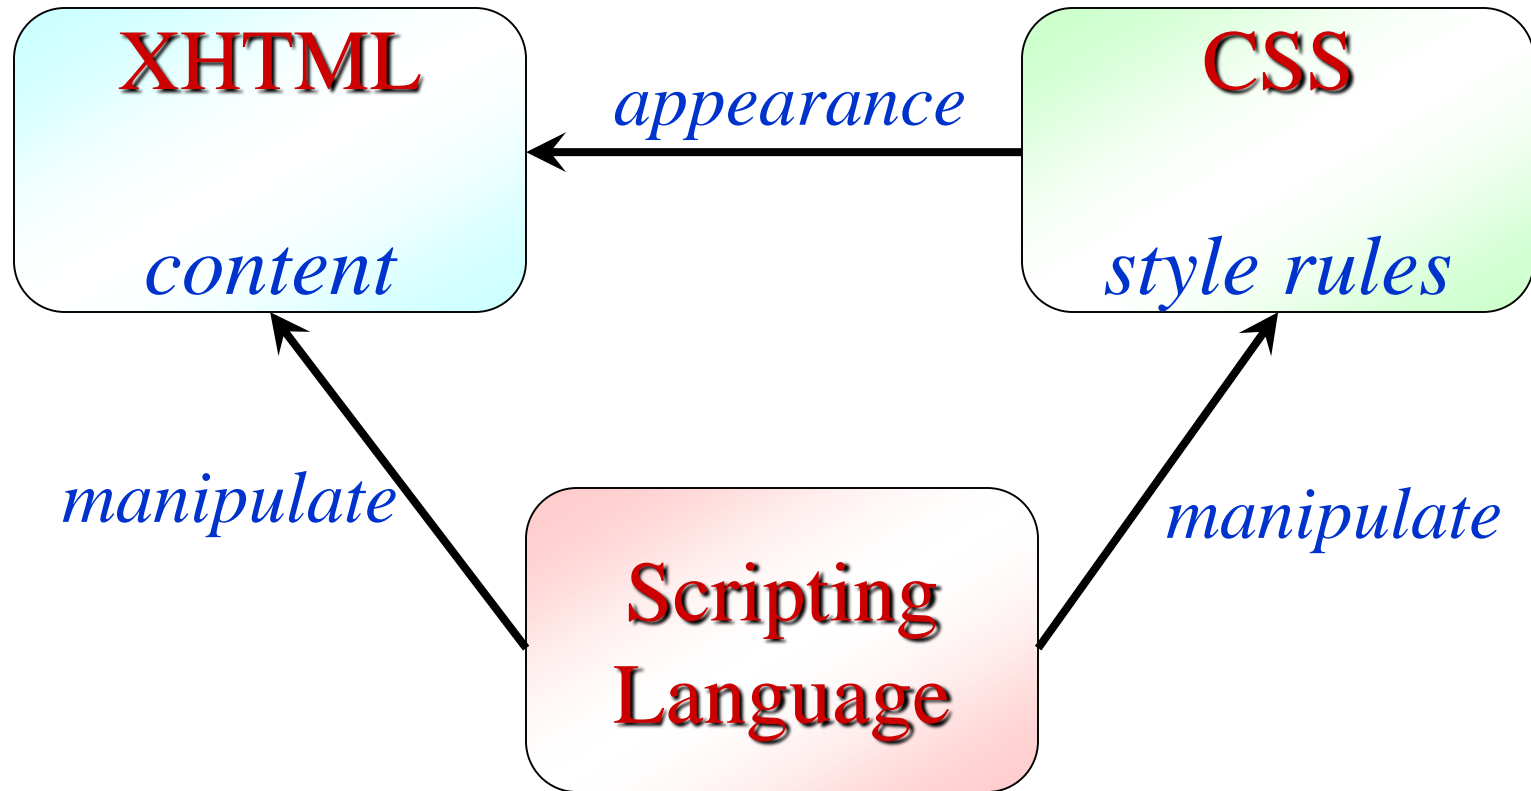 XHTML
CSS
appearance
content
style rules
manipulate
manipulate
Scripting
Language